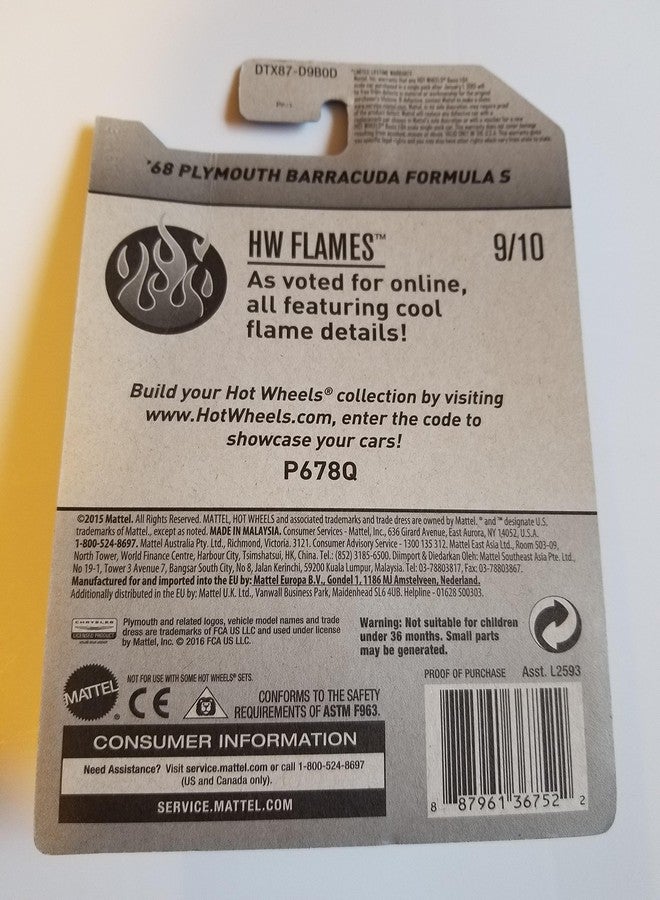 DTX87-D9B0D
'68 PLYMOUTH BARRACUDA FORMULA S
HW FLAMES™
9/10
As voted for online,
all featuring cool
flame details!
Build your Hot Wheels® collection by visiting
www.HotWheels.com, enter the code to
showcase your cars!
P678Q
©2015 Mattel. All Rights Reserved. MATTEL, HOT WHEELS and associated trademarks and trade dress are owned by Mattel. ® and ™ designate U.S.
trademarks of Mattel., except as noted. MADE IN MALAYSIA. Consumer Services - Mattel, Inc., 636 Girard Avenue, East Aurora, NY 14052, U.S.A.
1-800-524-8697. Mattel Australia Pty. Ltd., Richmond, Victoria. 3121. Consumer Advisory Service - 1300 135 312. Mattel East Asia Ltd., Room 503-09,
North Tower, World Finance Centre, Harbour City, Tsimshatsui, HK, China. Tel.: (852) 3185-6500. Diimport & Diedarkan Oleh: Mattel Southeast Asia Pte. Ltd.,
No 19-1, Tower 3 Avenue 7, Bangsar South City, No 8, Jalan Kerinchi, 59200 Kuala Lumpur, Malaysia. Tel: 03-78803817, Fax: 03-78803867.
Manufactured for and imported into the EU by: Mattel Europa B.V., Gondel 1, 1186 MJ Amstelveen, Nederland.
Additionally distributed in the EU by: Mattel U.K. Ltd., Vanwall Business Park, Maidenhead SL6 4UB. Helpline - 01628 500303.
CHRYSLER
LICENSED PRODUCT
Plymouth and related logos, vehicle model names and trade
dress are trademarks of FCA US LLC and used under license
by Mattel, Inc. © 2016 FCA US LLC.
Warning: Not suitable for children
under 36 months. Small parts
may be generated.
PROOF OF PURCHASE Asst. L2593
MATTEL®
NOT FOR USE WITH SOME HOT WHEELS® SETS.
CE
CONFORMS TO THE SAFETY
REQUIREMENTS OF ASTM F963.
CONSUMER INFORMATION
Need Assistance? Visit service.mattel.com or call 1-800-524-8697
(US and Canada only).
SERVICE.MATTEL.COM
8 87961 36752 2